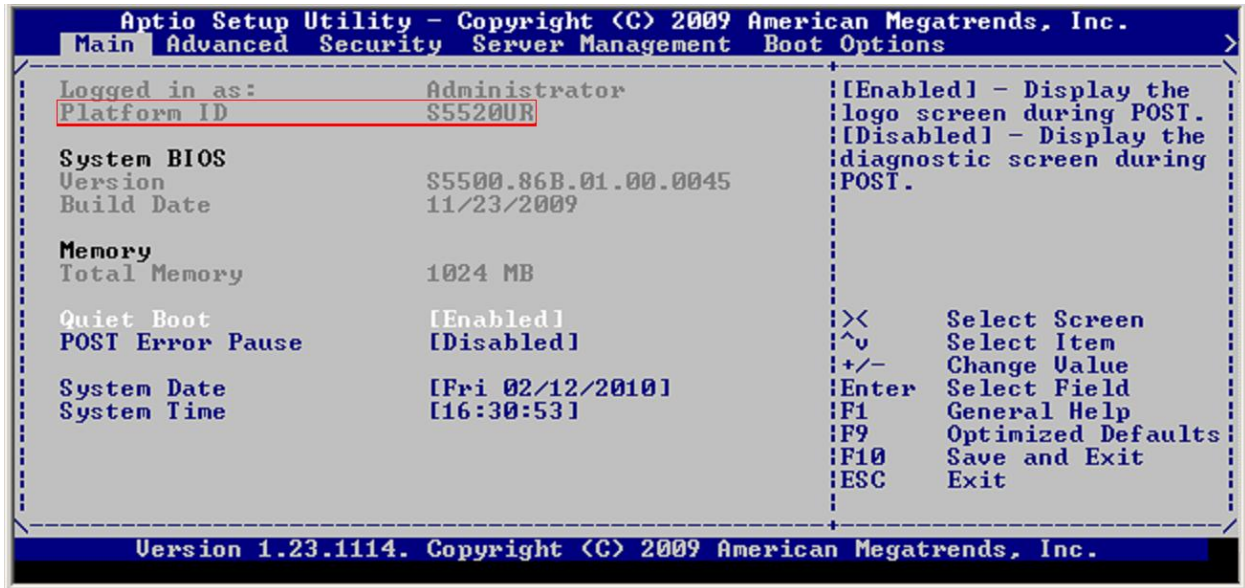 Aptio Setup Utility - Copyright (C) 2009 American Megatrends, Inc.
Main Advanced Security Server Management Boot Options >
Logged in as: Administrator
Platform ID S5520UR
System BIOS
Version S5500.86B.01.00.0045
Build Date 11/23/2009
Memory
Total Memory 1024 MB
Quiet Boot [Enabled]
POST Error Pause [Disabled]
System Date [Fri 02/12/2010]
System Time [16:30:53]
[Enabled] - Display the
logo screen during POST.
[Disabled] - Display the
diagnostic screen during
POST.
>< Select Screen
^v Select Item
+/- Change Value
Enter Select Field
F1 General Help
F9 Optimized Defaults
F10 Save and Exit
ESC Exit
Version 1.23.1114. Copyright (C) 2009 American Megatrends, Inc.